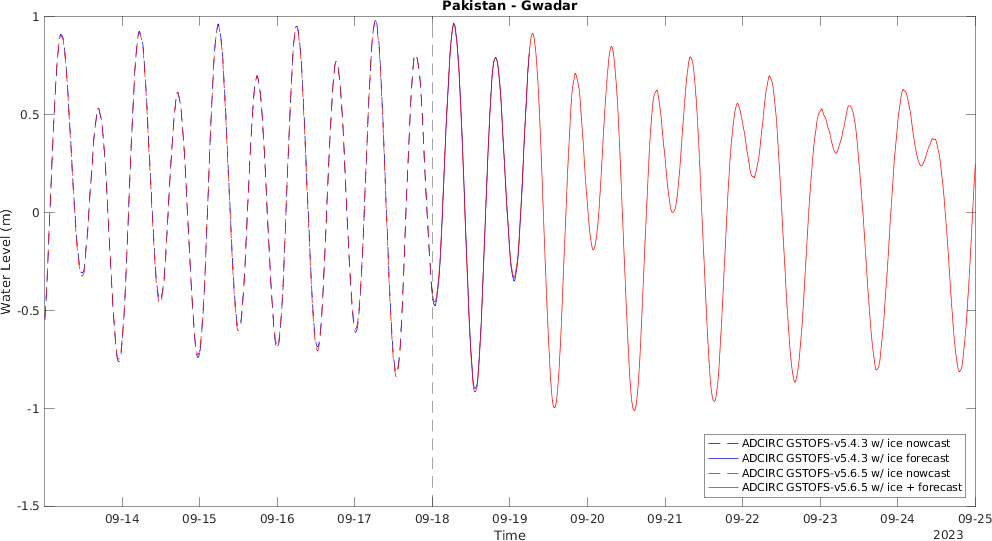 Pakistan - Gwadar
1
0.5
0
-0.5
-1
-1.5
Water Level (m)
ADCIRC GSTOFS-v5.4.3 w/ ice nowcast
ADCIRC GSTOFS-v5.4.3 w/ ice forecast
ADCIRC GSTOFS-v5.6.5 w/ ice nowcast
ADCIRC GSTOFS-v5.6.5 w/ ice + forecast
09-14 09-15 09-16 09-17 09-18 09-19 09-20 09-21 09-22 09-23 09-24 09-25
Time
2023